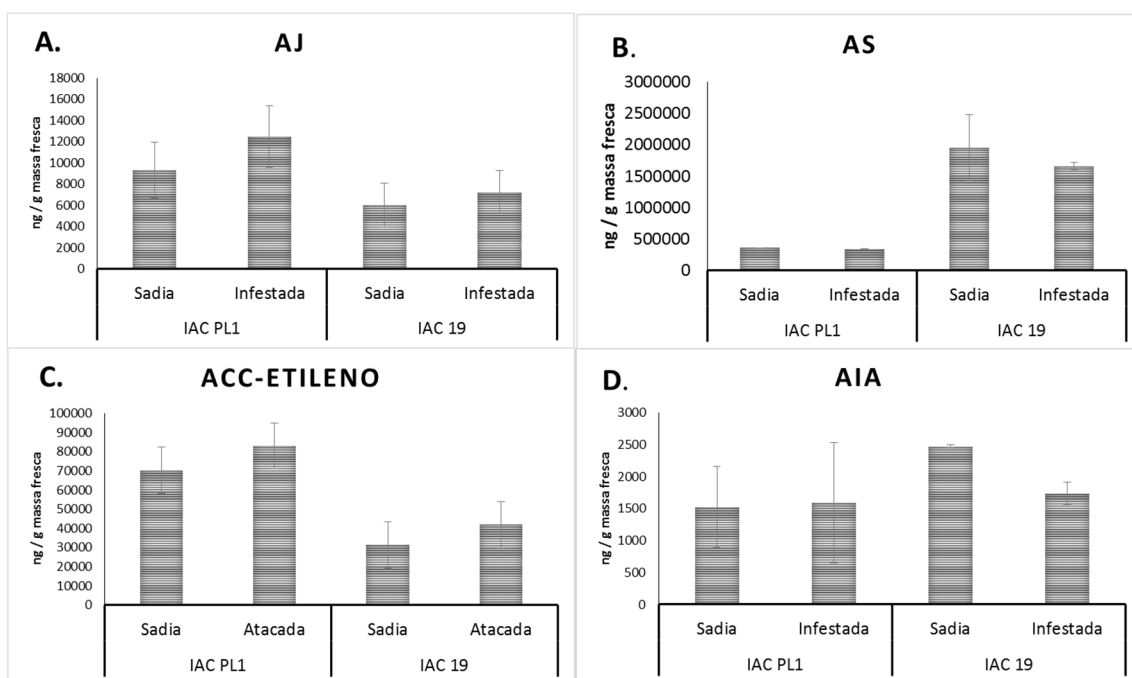 A.
AJ
ng / g massa fresca
18000
16000
14000
12000
10000
8000
6000
4000
2000
0
Sadia Infestada Sadia Infestada
IAC PL1 IAC 19
B.
AS
ng / g massa fresca
3000000
2500000
2000000
1500000
1000000
500000
0
Sadia Infestada Sadia Infestada
IAC PL1 IAC 19
C.
ACC-ETILENO
ng / g massa fresca
100000
90000
80000
70000
60000
50000
40000
30000
20000
10000
0
Sadia Atacada Sadia Atacada
IAC PL1 IAC 19
D.
AIA
ng / g massa fresca
3000
2500
2000
1500
1000
500
0
Sadia Infestada Sadia Infestada
IAC PL1 IAC 19